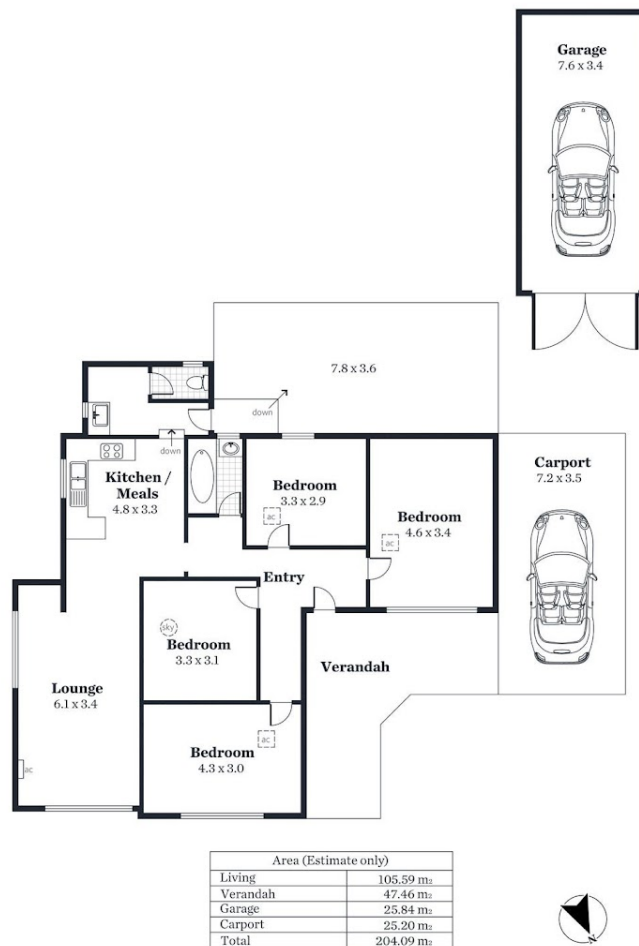 Garage
7.6 x 3.4
7.8 x 3.6
down
down
Kitchen /
Meals
4.8 x 3.3
Bedroom
3.3 x 2.9
ac
Bedroom
4.6 x 3.4
ac
Carport
7.2 x 3.5
Entry
sky
Bedroom
3.3 x 3.1
Verandah
Lounge
6.1 x 3.4
ac
Bedroom
4.3 x 3.0
ac
Area (Estimate only)
Living 105.59 m2
Verandah 47.46 m2
Garage 25.84 m2
Carport 25.20 m2
Total 204.09 m2